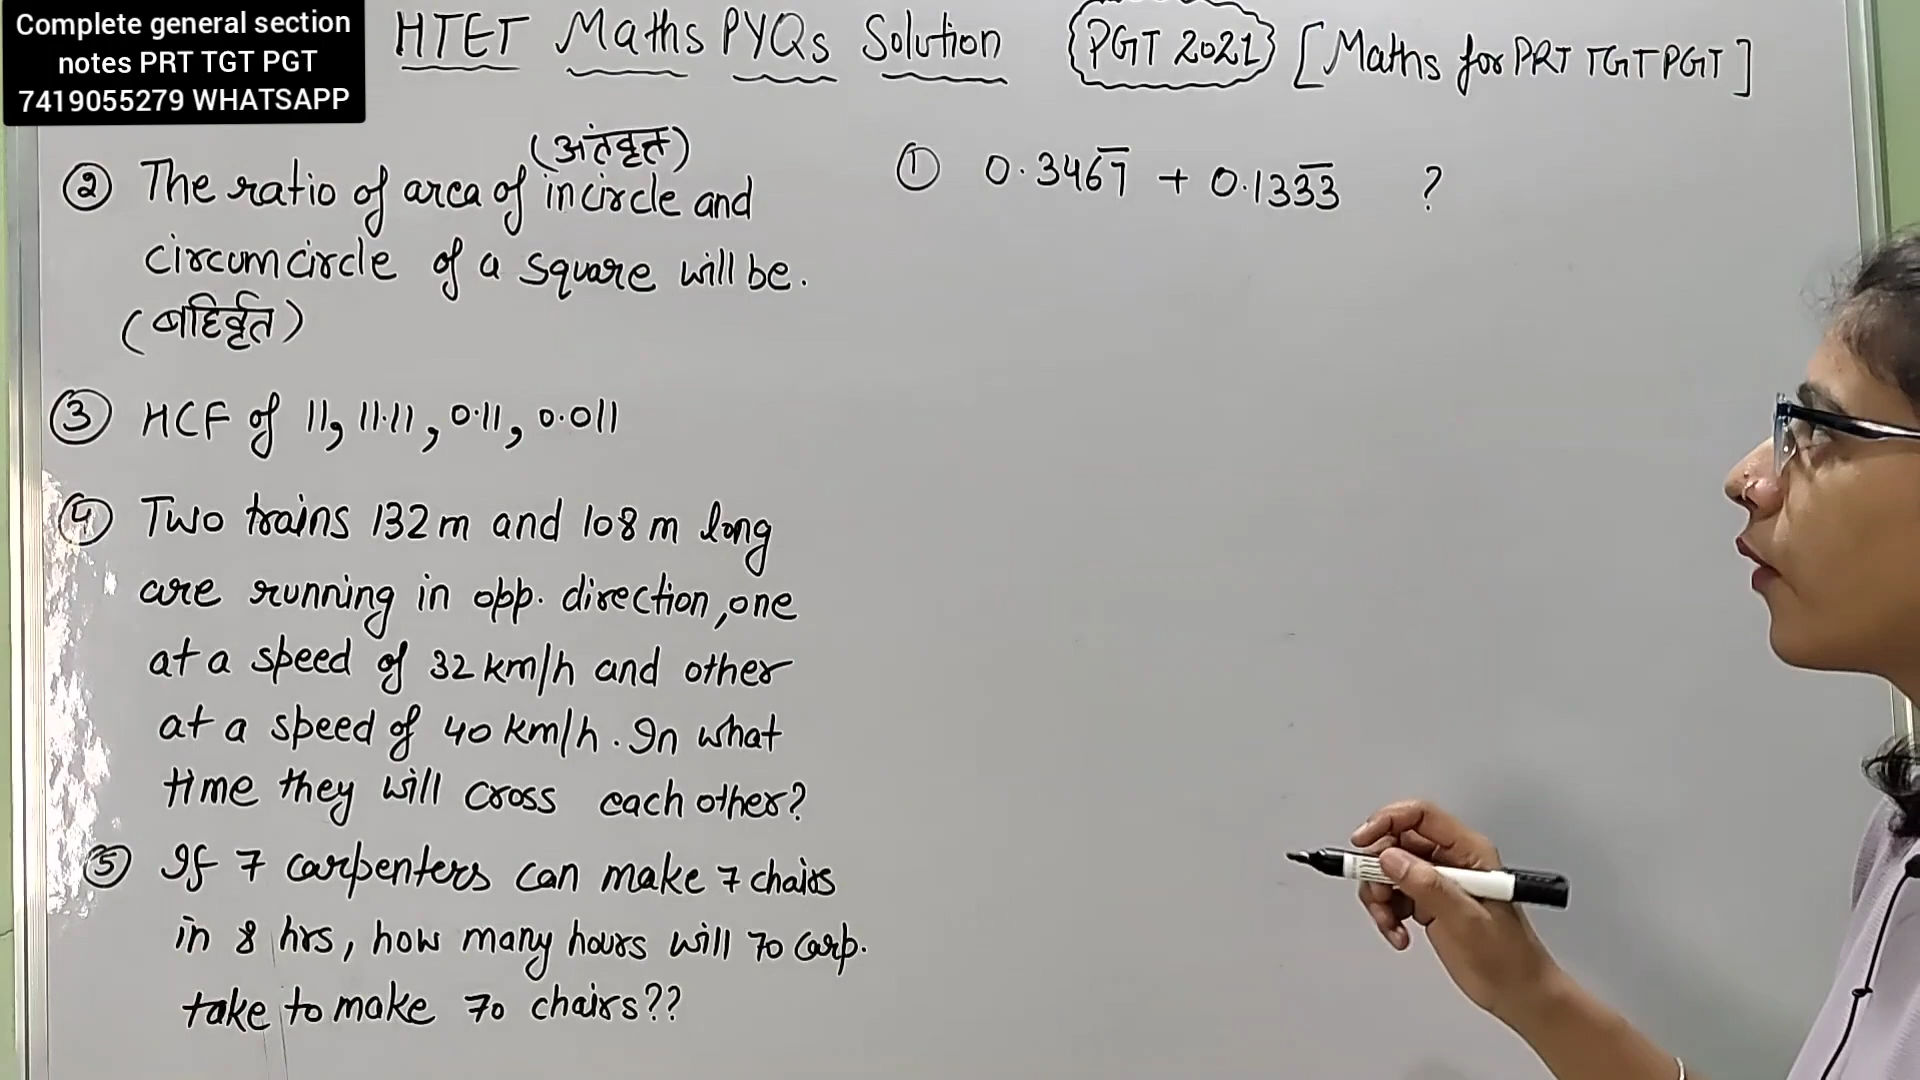 Complete general section
notes PRT TGT PGT
7419055279 WHATSAPP
HTET Maths PYQs Solution (PGT 2021) [Maths for PRT TGT PGT]
② The ratio of area of incircle and
(अंतर्वृत्त)
circumcircle of a square will be.
(बहिर्वृत)
③ HCF of 11, 11.11, 0.11, 0.011
④ Two trains 132 m and 108 m long
are running in opp. direction, one
at a speed of 32 km/h and other
at a speed of 40 km/h. In what
time they will cross each other?
⑤ If 7 carpenters can make 7 chairs
in 8 hrs, how many hours will 70 carp.
take to make 70 chairs??
① 0.346̅7̅ + 0.133̅3̅ ?